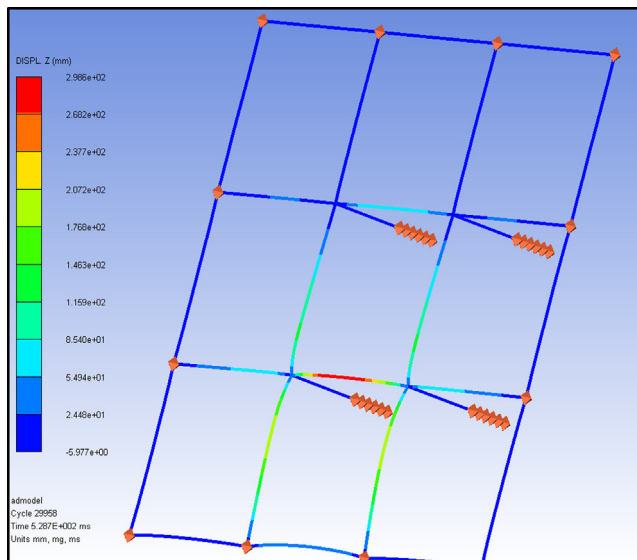 DISPL. Z (mm)
2.986e+02
2.682e+02
2.377e+02
2.072e+02
1.768e+02
1.463e+02
1.159e+02
8.540e+01
5.494e+01
2.448e+01
-5.977e+00
admodel
Cycle 29958
Time 5.287E+002 ms
Units mm, mg, ms